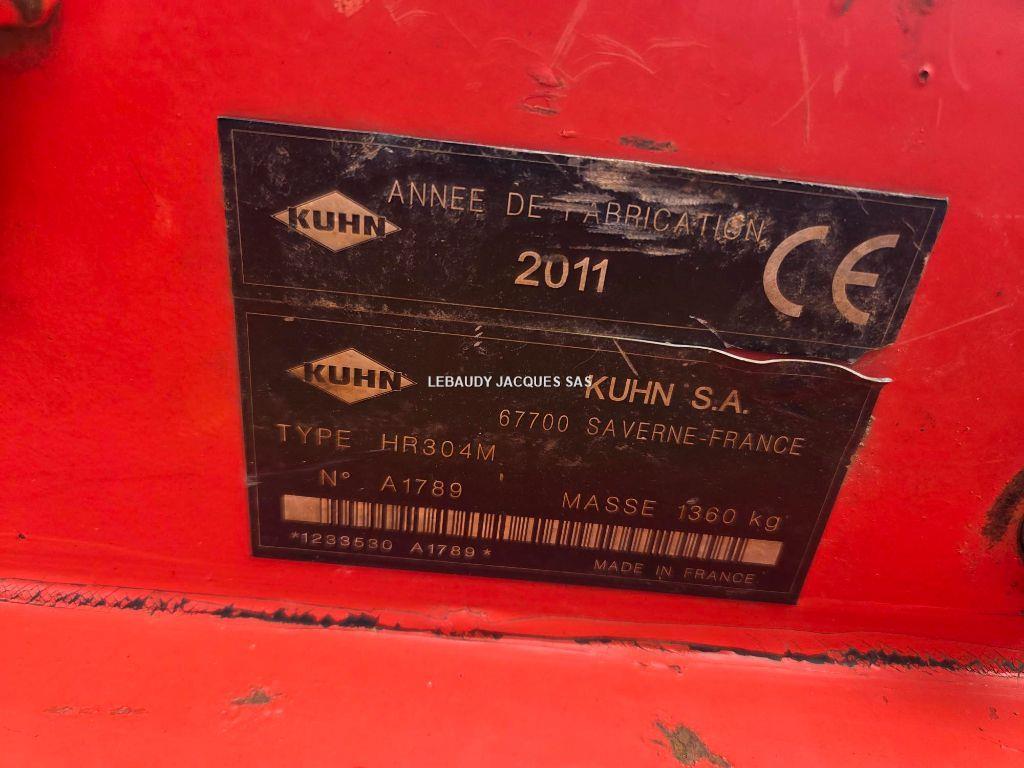 KUHN
ANNEE DE FABRICATION
2011
CE
KUHN
LEBAUDY JACQUES SAS
KUHN S.A.
67700 SAVERNE-FRANCE
TYPE HR304M
N° A1789
MASSE 1360 kg
*1233530 A1789*
MADE IN FRANCE